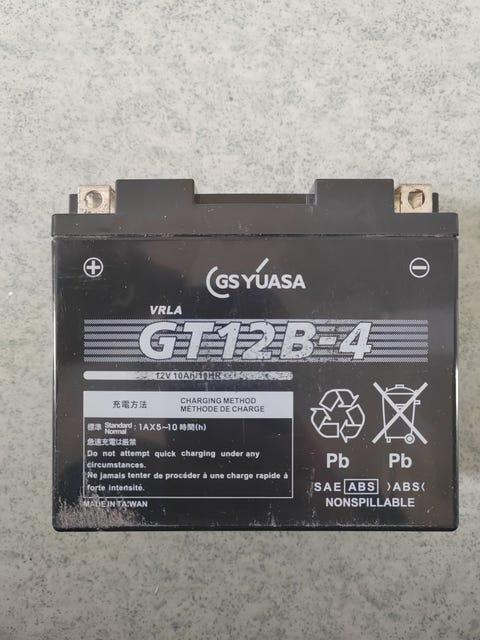 GS YUASA
VRLA
GT12B-4
12V 10Ah/10HR
充電方法 CHARGING METHOD
MÉTHODE DE CHARGE
標準 Standard Normal : 1AX5~10 時間(h)
急速充電は厳禁
Do not attempt quick charging under any
circumstances.
Ne jamais tenter de procéder à une charge rapide à
forte intensité.
MADE IN TAIWAN
Pb Pb
SAE ABS >ABS<
NONSPILLABLE